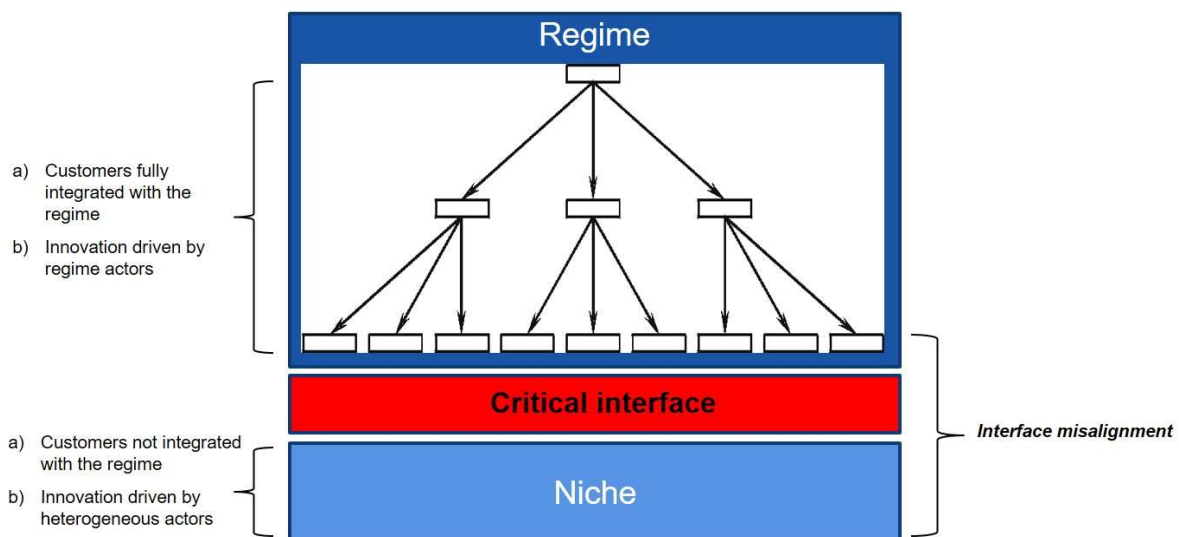 Regime
a) Customers fully
integrated with the
regime
b) Innovation driven by
regime actors
Critical interface
a) Customers not integrated
with the regime
b) Innovation driven by
heterogeneous actors
Niche
Interface misalignment